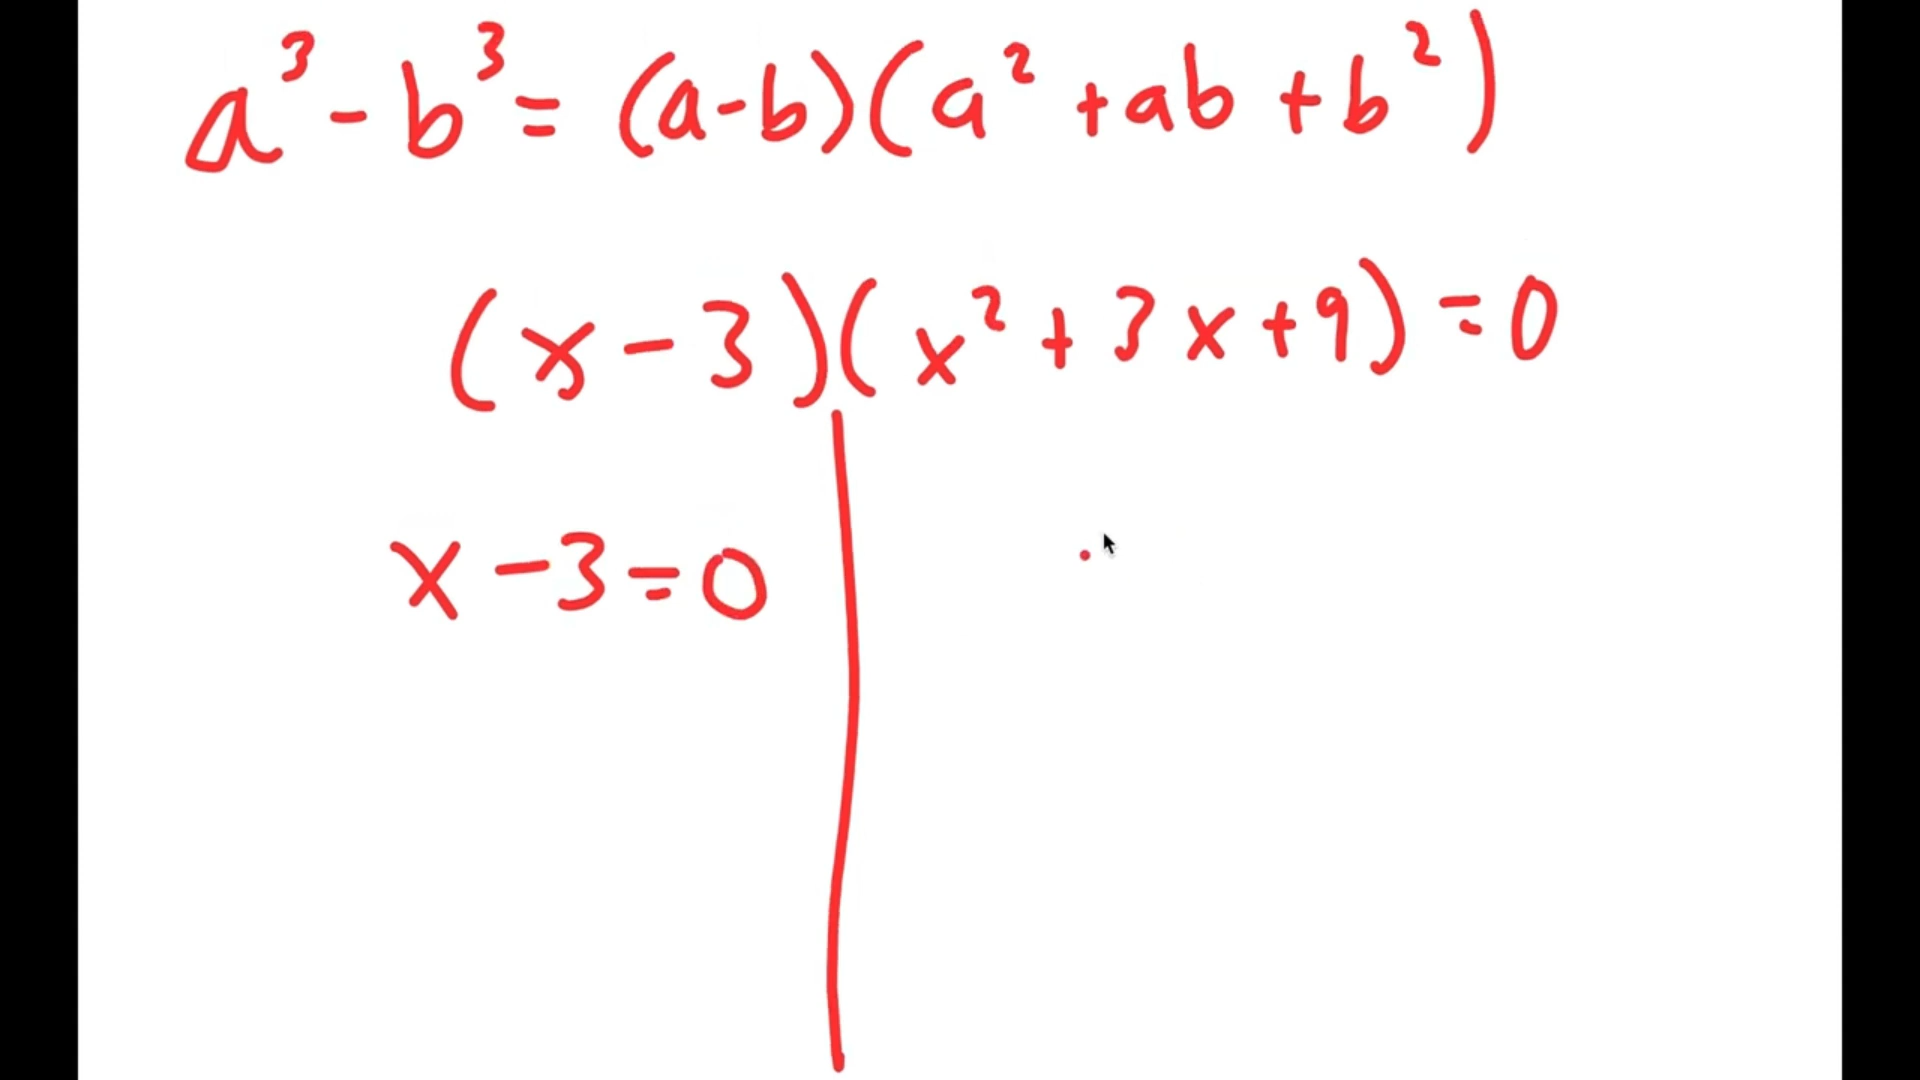 a³ - b³ = (a-b)(a² + ab + b²)
(x - 3)(x² + 3x + 9) = 0
x - 3 = 0